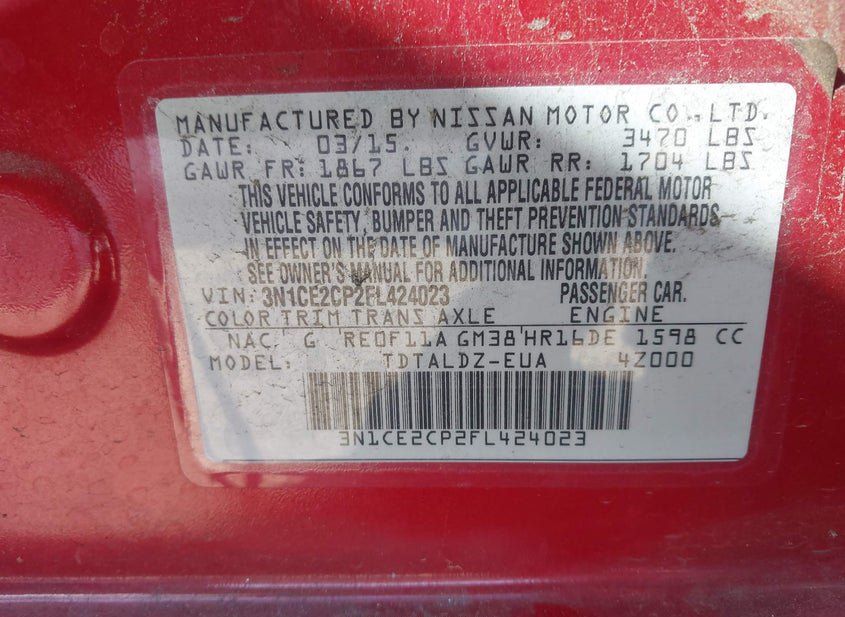 MANUFACTURED BY NISSAN MOTOR CO.,LTD.
DATE: 03/15. GVWR: 3470 LBS
GAWR FR: 1867 LBS GAWR RR: 1704 LBS
THIS VEHICLE CONFORMS TO ALL APPLICABLE FEDERAL MOTOR
VEHICLE SAFETY, BUMPER AND THEFT PREVENTION STANDARDS
IN EFFECT ON THE DATE OF MANUFACTURE SHOWN ABOVE.
SEE OWNER'S MANUAL FOR ADDITIONAL INFORMATION.
VIN: 3N1CE2CP2FL424023 PASSENGER CAR.
COLOR TRIM TRANS AXLE ENGINE
NAC G RE0F11A GM38 HR16DE 1598 CC
MODEL: TDTALDZ-EUA 4Z000
3N1CE2CP2FL424023